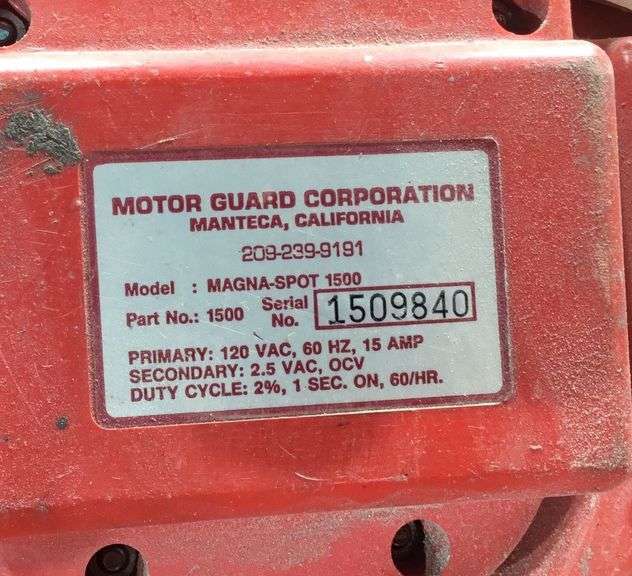 MOTOR GUARD CORPORATION
MANTECA, CALIFORNIA
209-239-9191
Model : MAGNA-SPOT 1500
Part No.: 1500 Serial No. 1509840
PRIMARY: 120 VAC, 60 HZ, 15 AMP
SECONDARY: 2.5 VAC, OCV
DUTY CYCLE: 2%, 1 SEC. ON, 60/HR.